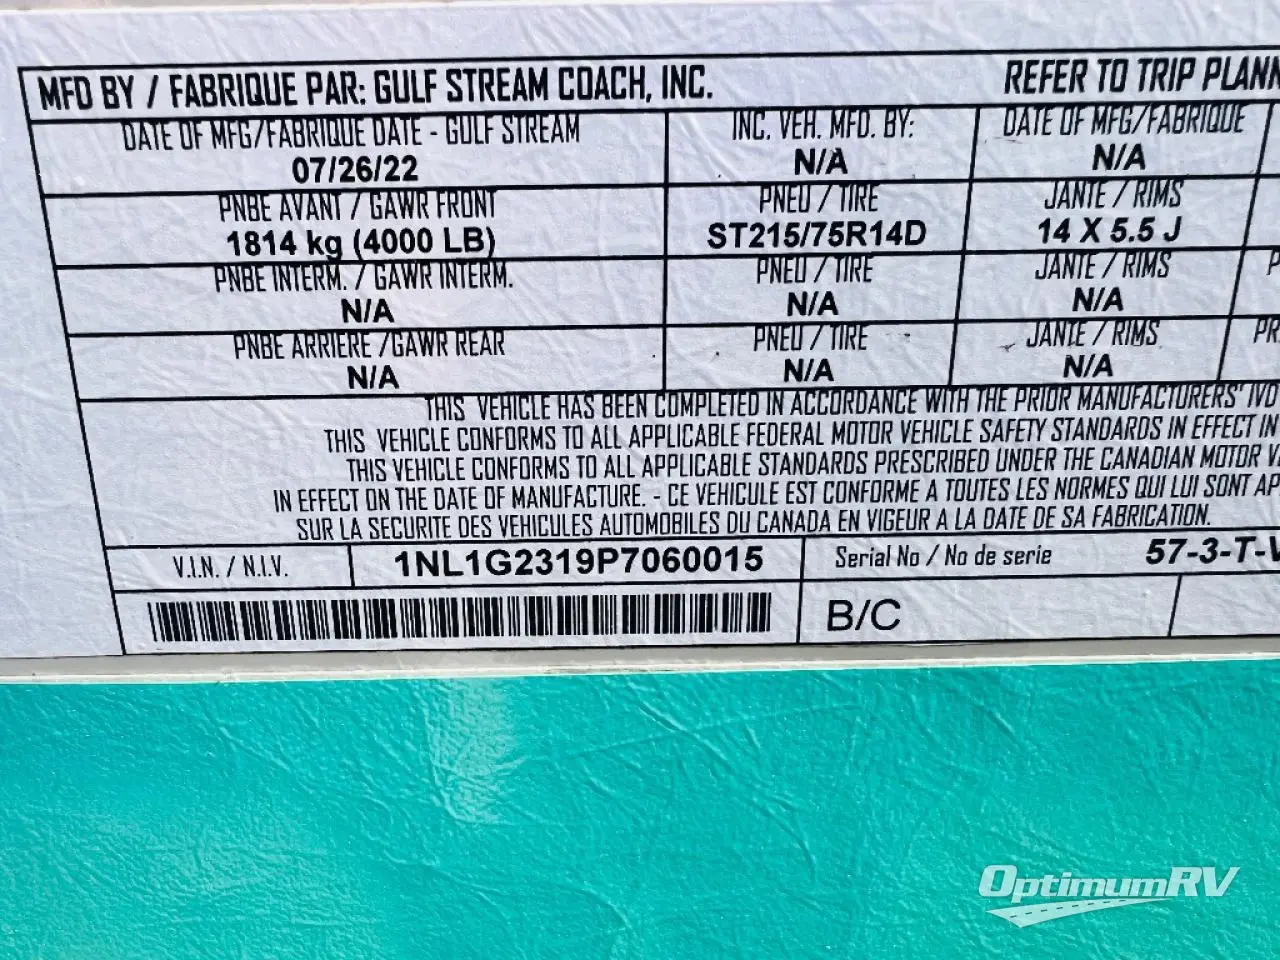 MFD BY / FABRIQUE PAR: GULF STREAM COACH, INC. REFER TO TRIP
DATE OF MFG/FABRIQUE DATE - GULF STREAM INC. VEH. MFD. BY: DATE OF MFG/FABRIQUE
07/26/22 N/A N/A
PNBE AVANT / GAWR FRONT PNEU / TIRE JANTE / RIMS
1814 kg (4000 LB) ST215/75R14D 14 X 5.5 J
PNBE INTERM. / GAWR INTERM. PNEU / TIRE JANTE / RIMS
N/A N/A N/A
PNBE ARRIERE /GAWR REAR PNEU / TIRE JANTE / RIMS
N/A N/A N/A
THIS VEHICLE HAS BEEN COMPLETED IN ACCORDANCE WITH THE PRIOR MANUFACTURERS' IVD
THIS VEHICLE CONFORMS TO ALL APPLICABLE FEDERAL MOTOR VEHICLE SAFETY STANDARDS IN EFFECT IN
THIS VEHICLE CONFORMS TO ALL APPLICABLE STANDARDS PRESCRIBED UNDER THE CANADIAN MOTOR
IN EFFECT ON THE DATE OF MANUFACTURE. - CE VEHICULE EST CONFORME A TOUTES LES NORMES QUI LUI SONT
SUR LA SECURITE DES VEHICULES AUTOMOBILES DU CANADA EN VIGEUR A LA DATE DE SA FABRICATION.
V.I.N. / N.I.V. 1NL1G2319P7060015 Serial No / No de serie 57-3-T-
B/C
OptimumRV